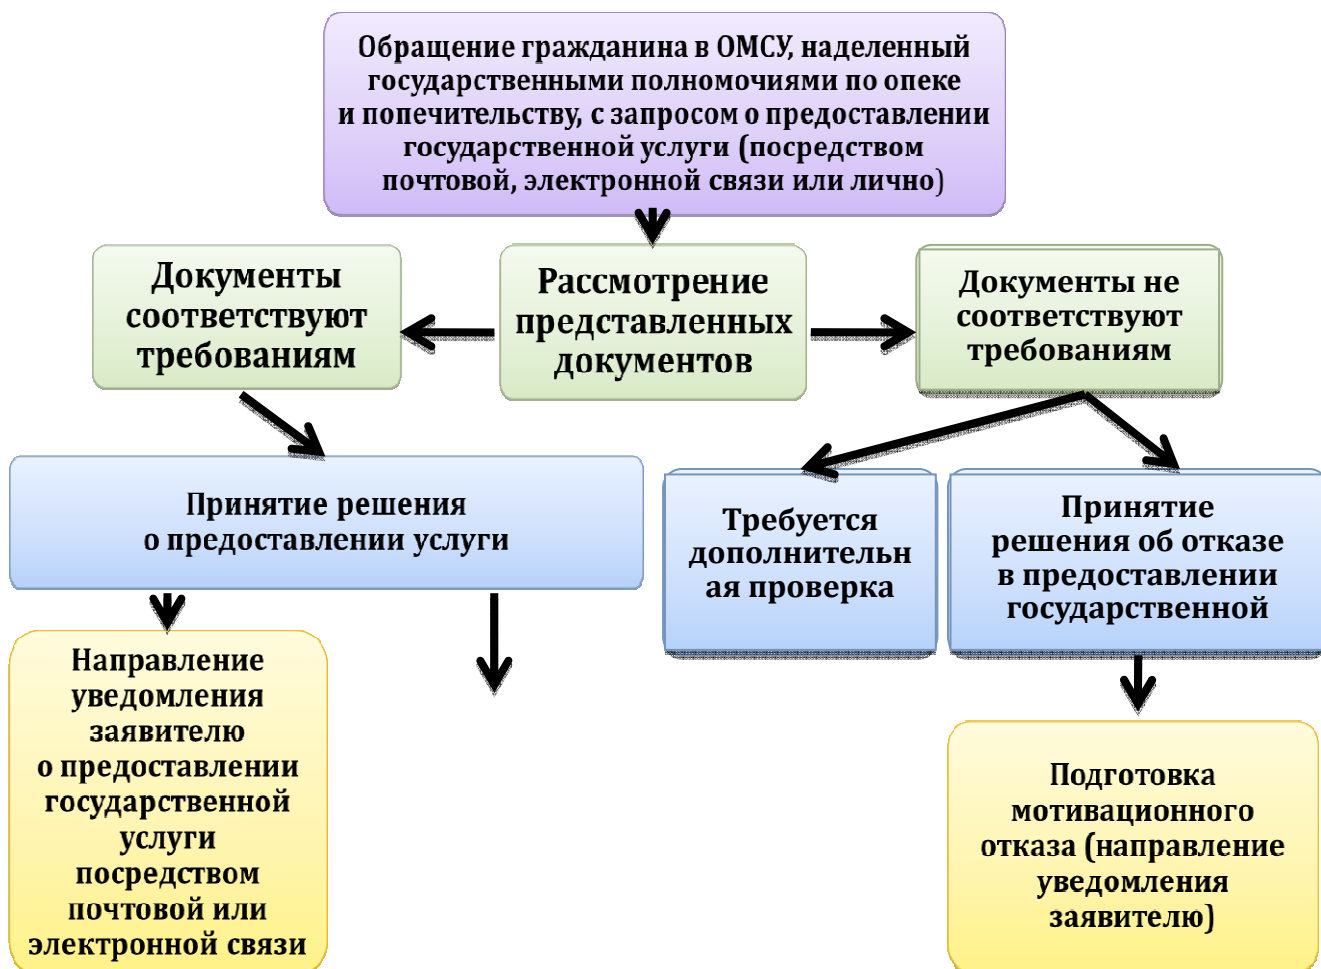 Обращение гражданина в ОМСУ, наделенный
государственными полномочиями по опеке
и попечительству, с запросом о предоставлении
государственной услуги (посредством
почтовой, электронной связи или лично)
Документы
соответствуют
требованиям
Рассмотрение
представленных
документов
Документы не
соответствуют
требованиям
Принятие решения
о предоставлении услуги
Требуется
дополнительн
ая проверка
Принятие
решения об отказе
в предоставлении
государственной
Направление
уведомления
заявителю
о предоставлении
государственной
услуги
посредством
почтовой или
электронной связи
Подготовка
мотивационного
отказа (направление
уведомления
заявителю)